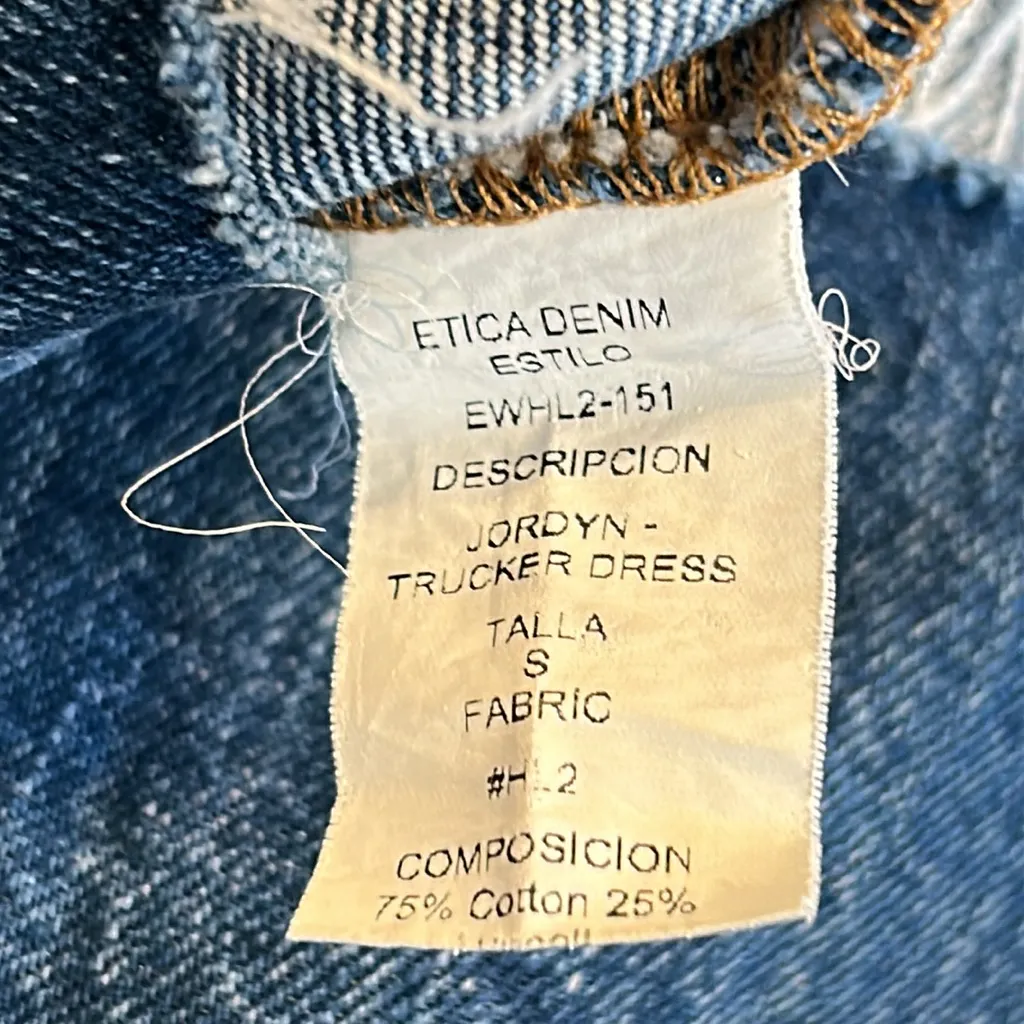 ETICA DENIM
ESTILO
EWHL2-151
DESCRIPCION
JORDYN -
TRUCKER DRESS
TALLA
S
FABRIC
#HL2
COMPOSICION
75% Cotton 25%